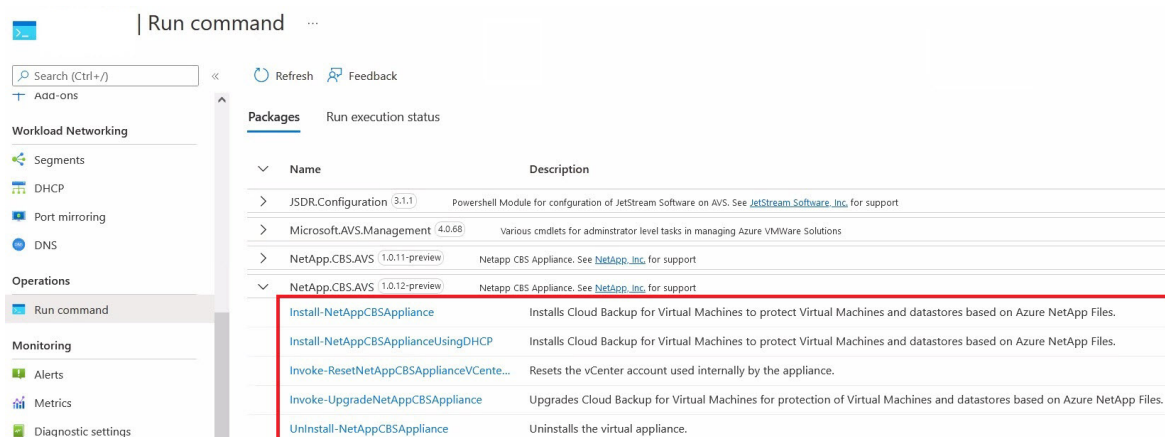 | Run command ...
Search (Ctrl+/)
«
Refresh
Feedback
Add-ons
Packages
Run execution status
Workload Networking
Segments
DHCP
Port mirroring
DNS
Operations
Run command
Monitoring
Alerts
Metrics
Diagnostic settings
Name Description
JSDR.Configuration 3.1.1 Powershell Module for confguration of JetStream Software on AVS. See JetStream Software, Inc. for support
Microsoft.AVS.Management 4.0.68 Various cmdlets for adminstrator level tasks in managing Azure VMWare Solutions
NetApp.CBS.AVS 1.0.11-preview Netapp CBS Appliance. See NetApp, Inc. for support
NetApp.CBS.AVS 1.0.12-preview Netapp CBS Appliance. See NetApp, Inc. for support
Install-NetAppCBSAppliance Installs Cloud Backup for Virtual Machines to protect Virtual Machines and datastores based on Azure NetApp Files.
Install-NetAppCBSApplianceUsingDHCP Installs Cloud Backup for Virtual Machines to protect Virtual Machines and datastores based on Azure NetApp Files.
Invoke-ResetNetAppCBSApplianceVCente... Resets the vCenter account used internally by the appliance.
Invoke-UpgradeNetAppCBSAppliance Upgrades Cloud Backup for Virtual Machines for protection of Virtual Machines and datastores based on Azure NetApp Files.
UnInstall-NetAppCBSAppliance Uninstalls the virtual appliance.